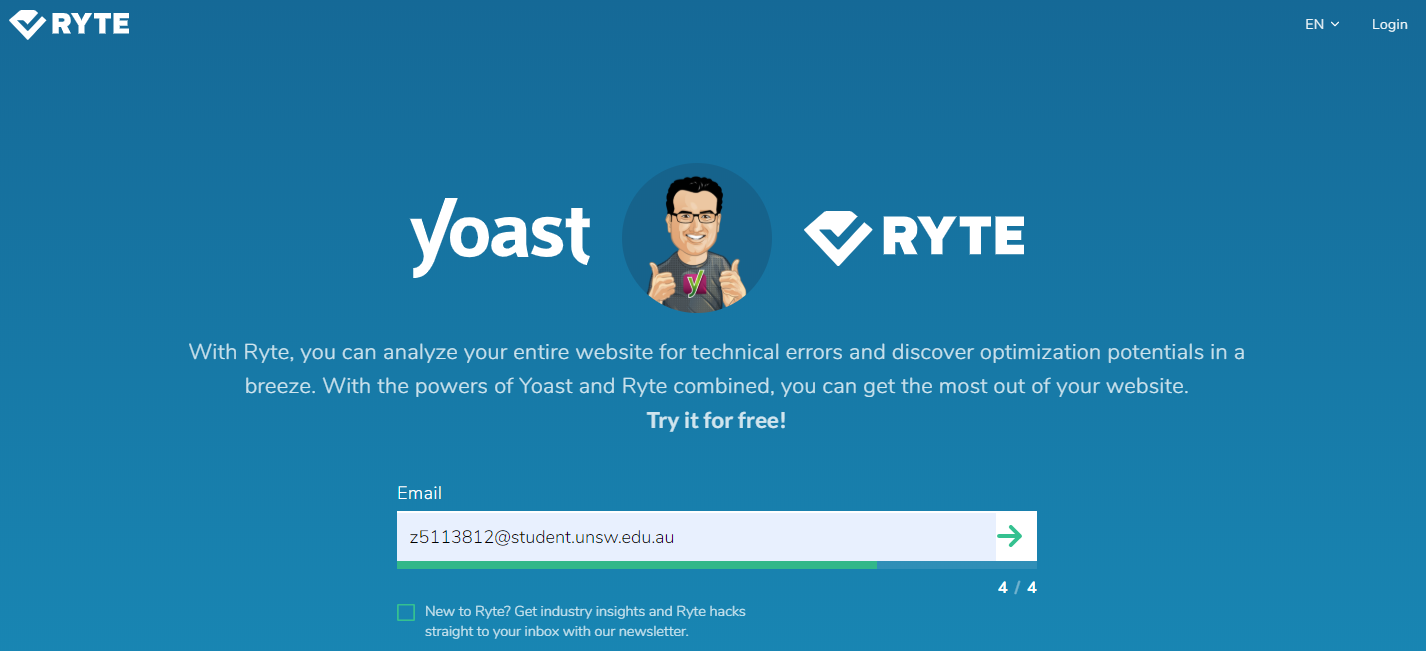 RYTE
EN
Login
yoast
y
RYTE
With Ryte, you can analyze your entire website for technical errors and discover optimization potentials in a
breeze. With the powers of Yoast and Ryte combined, you can get the most out of your website.
Try it for free!
Email
z5113812@student.unsw.edu.au
4 / 4
New to Ryte? Get industry insights and Ryte hacks
straight to your inbox with our newsletter.